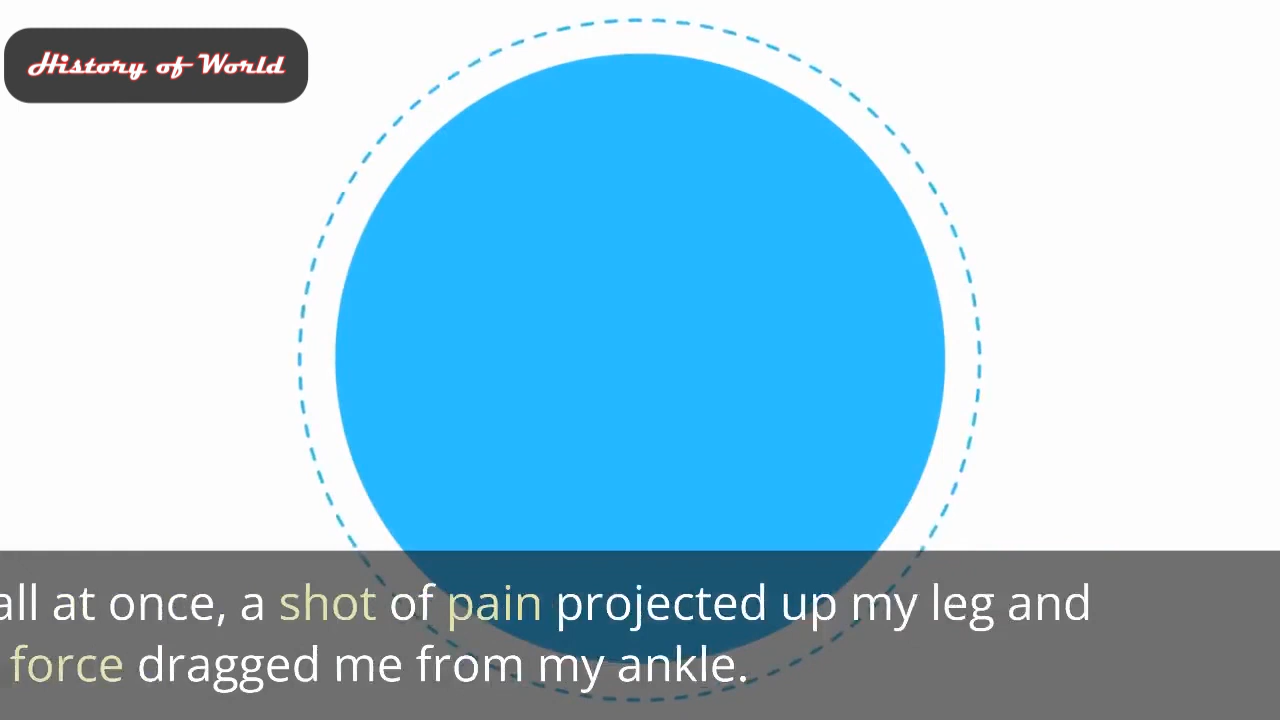 History of World
all at once, a shot of pain projected up my leg and
force dragged me from my ankle.